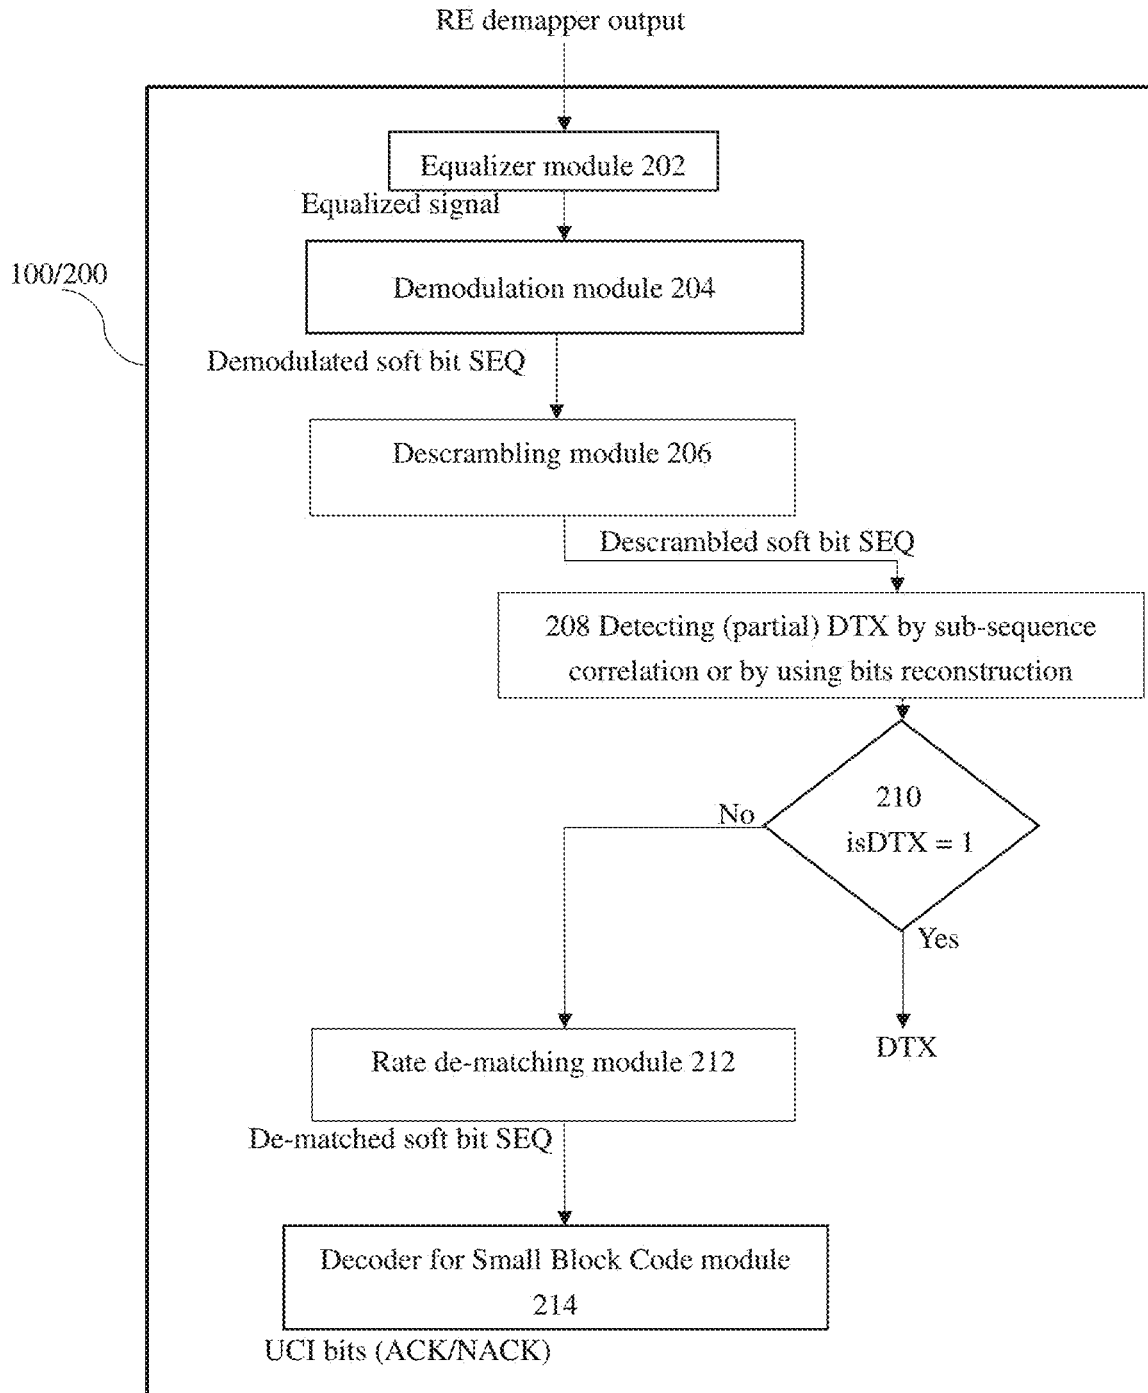 RE demapper output
Equalizer module 202
Equalized signal
100/200
Demodulation module 204
Demodulated soft bit SEQ
Descrambling module 206
Descrambled soft bit SEQ
208 Detecting (partial) DTX by sub-sequence
correlation or by using bits reconstruction
210
isDTX = 1
No
Yes
DTX
Rate de-matching module 212
De-matched soft bit SEQ
Decoder for Small Block Code module
214
UCI bits (ACK/NACK)